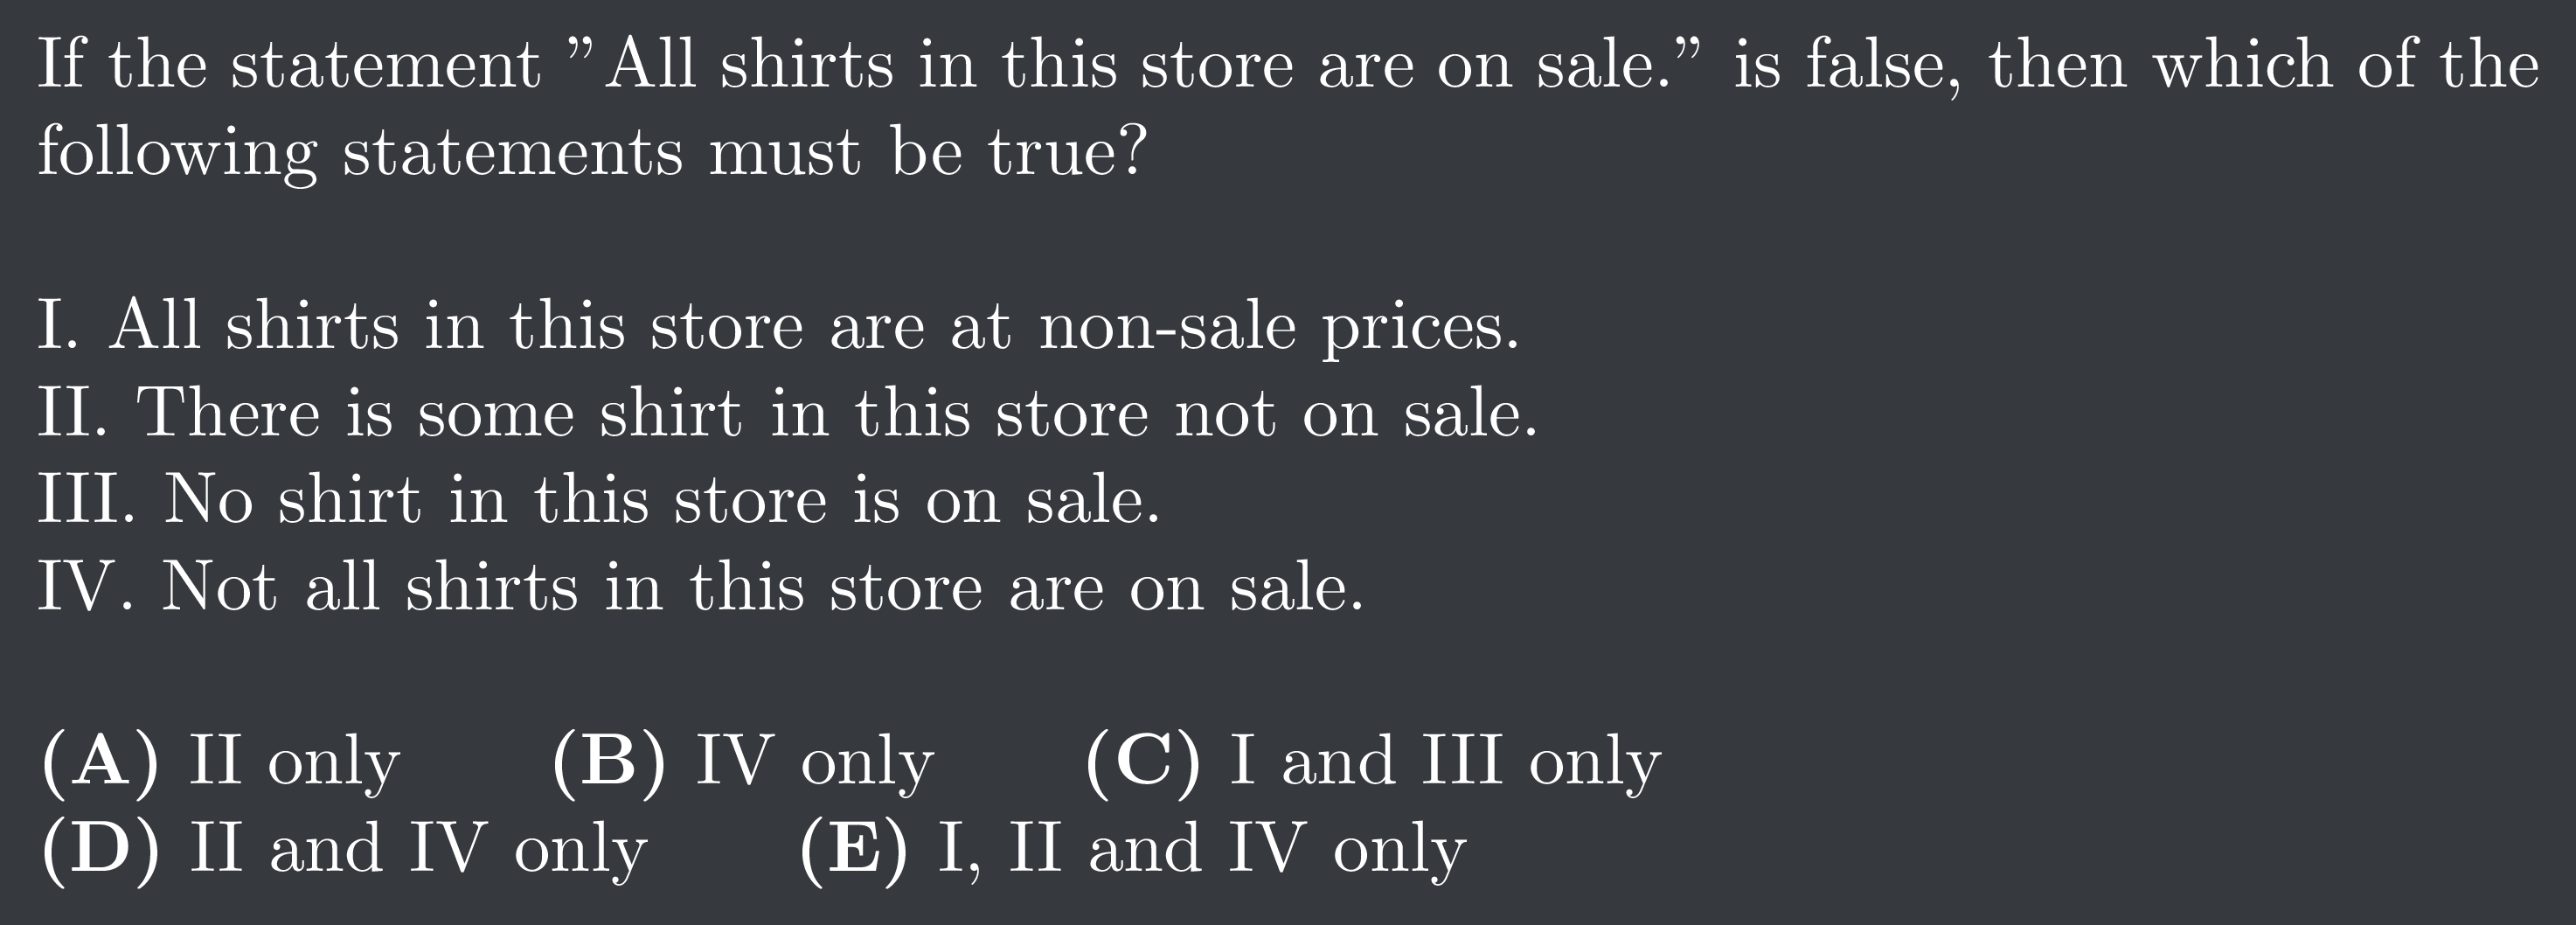 If the statement ”All shirts in this store are on sale.” is false, then which of the
following statements must be true?
I. All shirts in this store are at non-sale prices.
II. There is some shirt in this store not on sale.
III. No shirt in this store is on sale.
IV. Not all shirts in this store are on sale.
(A) II only (B) IV only (C) I and III only
(D) II and IV only (E) I, II and IV only